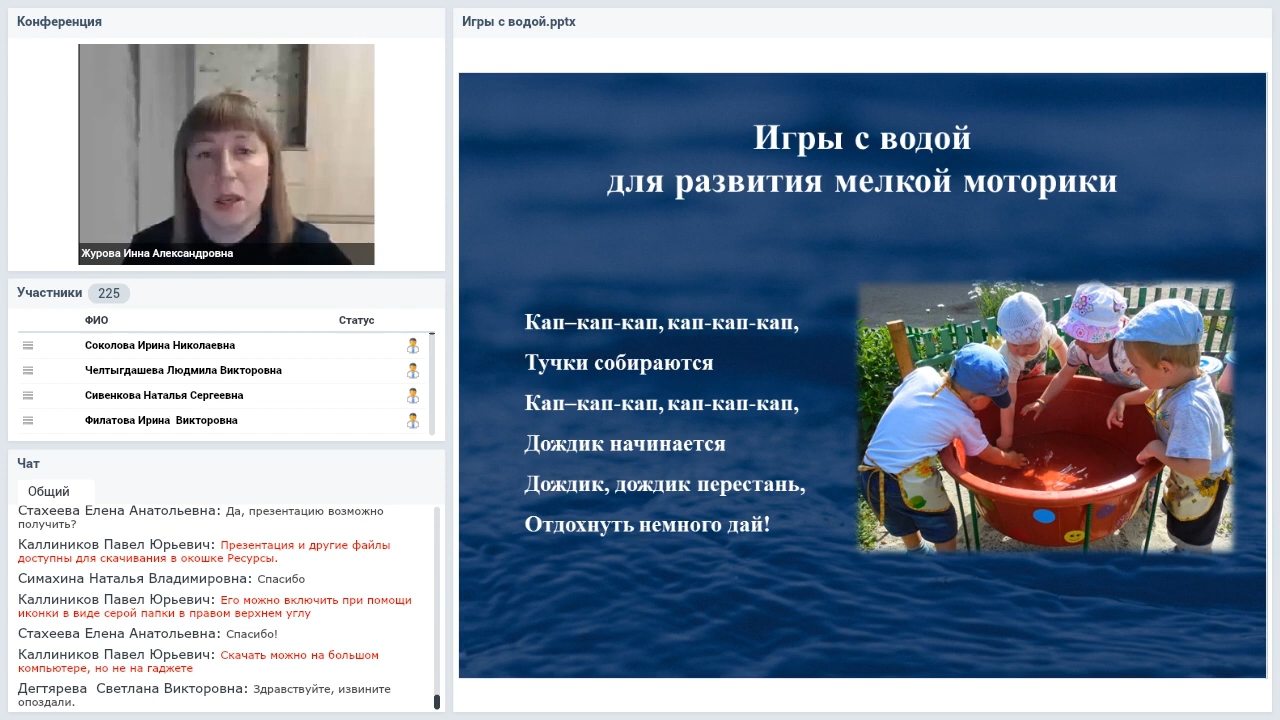 Конференция
Журова Инна Александровна
Участники 225
ФИО Статус
Соколова Ирина Николаевна
Челтыгдашева Людмила Викторовна
Сивенкова Наталья Сергеевна
Филатова Ирина  Викторовна
Чат
Общий
Стахеева Елена Анатольевна: Да, презентацию возможно
получить?
Каллиников Павел Юрьевич: Презентация и другие файлы
доступны для скачивания в окошке Ресурсы.
Симахина Наталья Владимировна: Спасибо
Каллиников Павел Юрьевич: Его можно включить при помощи
иконки в виде серой папки в правом верхнем углу
Стахеева Елена Анатольевна: Спасибо!
Каллиников Павел Юрьевич: Скачать можно на большом
компьютере, но не на гаджете
Дегтярева  Светлана Викторовна: Здравствуйте, извините
опоздали.
Игры с водой.pptx
Игры с водой
для развития мелкой моторики
Кап–кап-кап, кап-кап-кап,
Тучки собираются
Кап–кап-кап, кап-кап-кап,
Дождик начинается
Дождик, дождик перестань,
Отдохнуть немного дай!